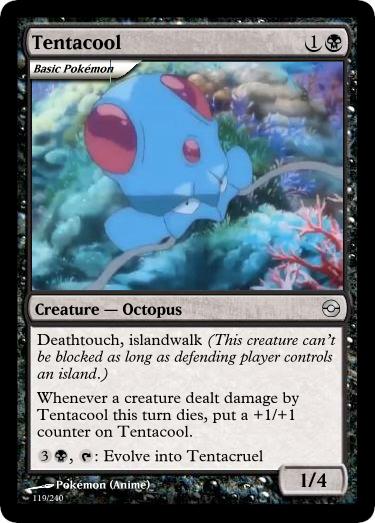 Tentacool 1
Basic Pokémon
Creature — Octopus
Deathtouch, islandwalk (This creature can't
be blocked as long as defending player controls
an island.)
Whenever a creature dealt damage by
Tentacool this turn dies, put a +1/+1
counter on Tentacool.
3 , : Evolve into Tentacruel
1/4
Pokémon (Anime)
119/240